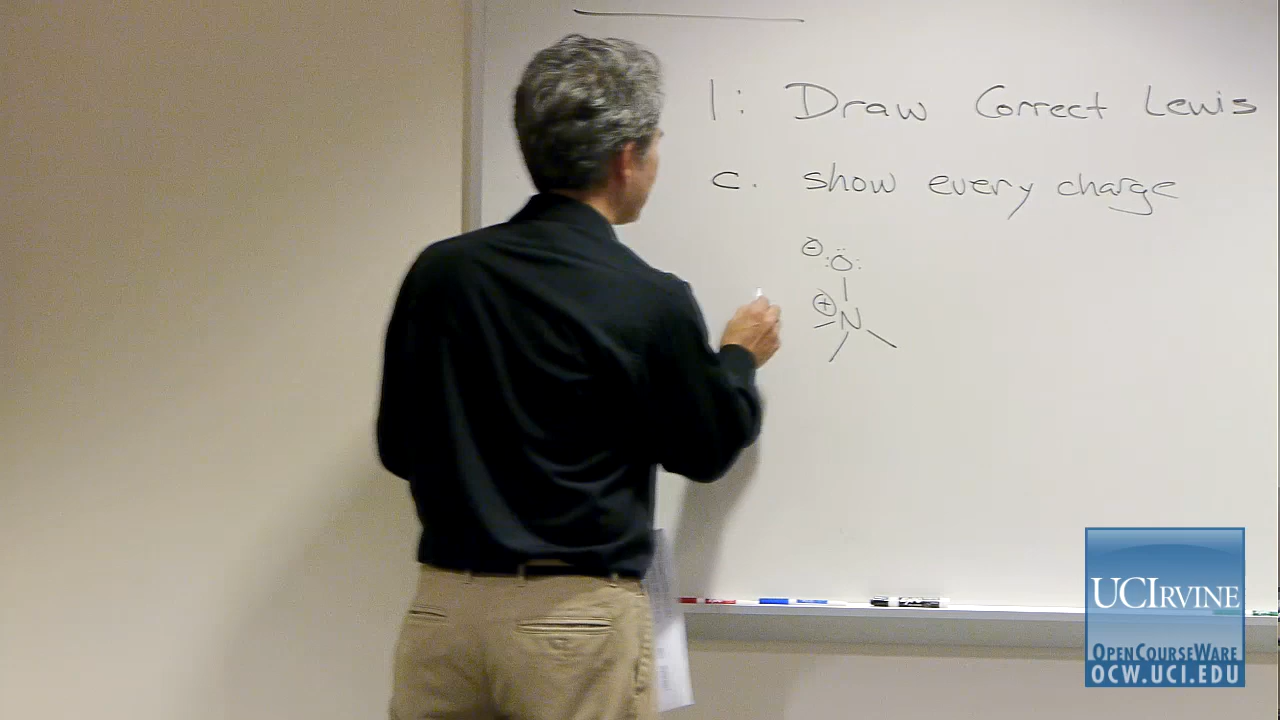 1: Draw Correct Lewis
c. show every charge
⊖ :Ö:
⊕ N
UCIRVINE
OPENCOURSEWARE
OCW.UCI.EDU